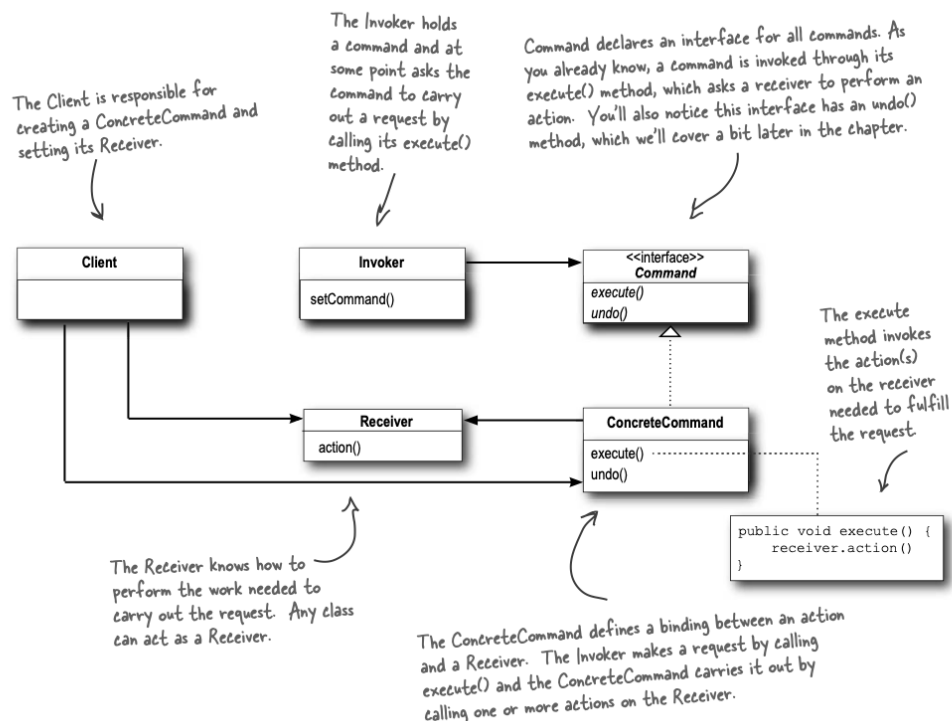 The Client is responsible for
creating a ConcreteCommand and
setting its Receiver.
The Invoker holds
a command and at
some point asks the
command to carry
out a request by
calling its execute()
method.
Command declares an interface for all commands. As
you already know, a command is invoked through its
execute() method, which asks a receiver to perform an
action. You'll also notice this interface has an undo()
method, which we'll cover a bit later in the chapter.
Client
Invoker
setCommand()
<<interface>>
Command
execute()
undo()
The execute
method invokes
the action(s)
on the receiver
needed to fulfill
the request.
Receiver
action()
ConcreteCommand
execute()
undo()
public void execute() {
receiver.action()
}
The Receiver knows how to
perform the work needed to
carry out the request. Any class
can act as a Receiver.
The ConcreteCommand defines a binding between an action
and a Receiver. The Invoker makes a request by calling
execute() and the ConcreteCommand carries it out by
calling one or more actions on the Receiver.